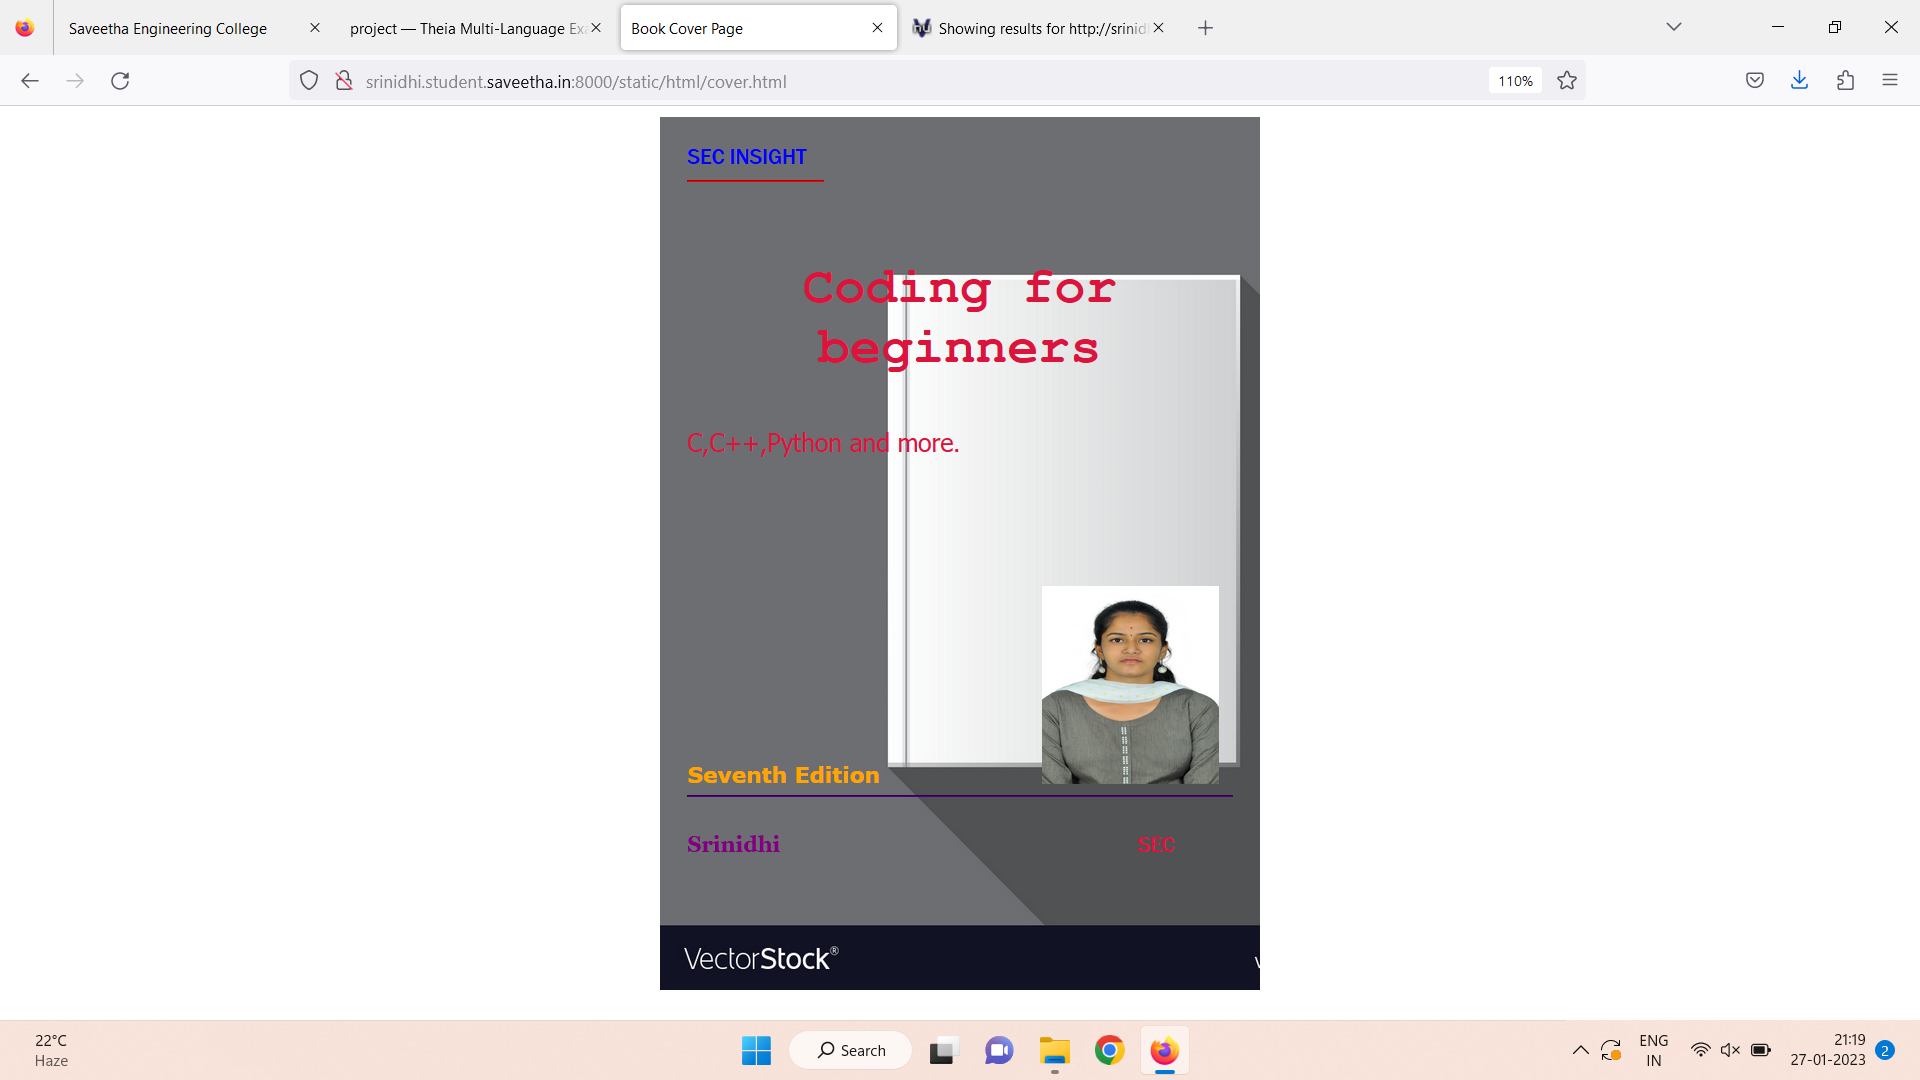 Saveetha Engineering College
project — Theia Multi-Language Exa
Book Cover Page
Showing results for http://srinid
srinidhi.student.saveetha.in:8000/static/html/cover.html
110%
SEC INSIGHT
Coding for
beginners
C,C++,Python and more.
Seventh Edition
Srinidhi
SEC
VectorStock®
22°C
Haze
Search
ENG
IN
21:19
27-01-2023
2